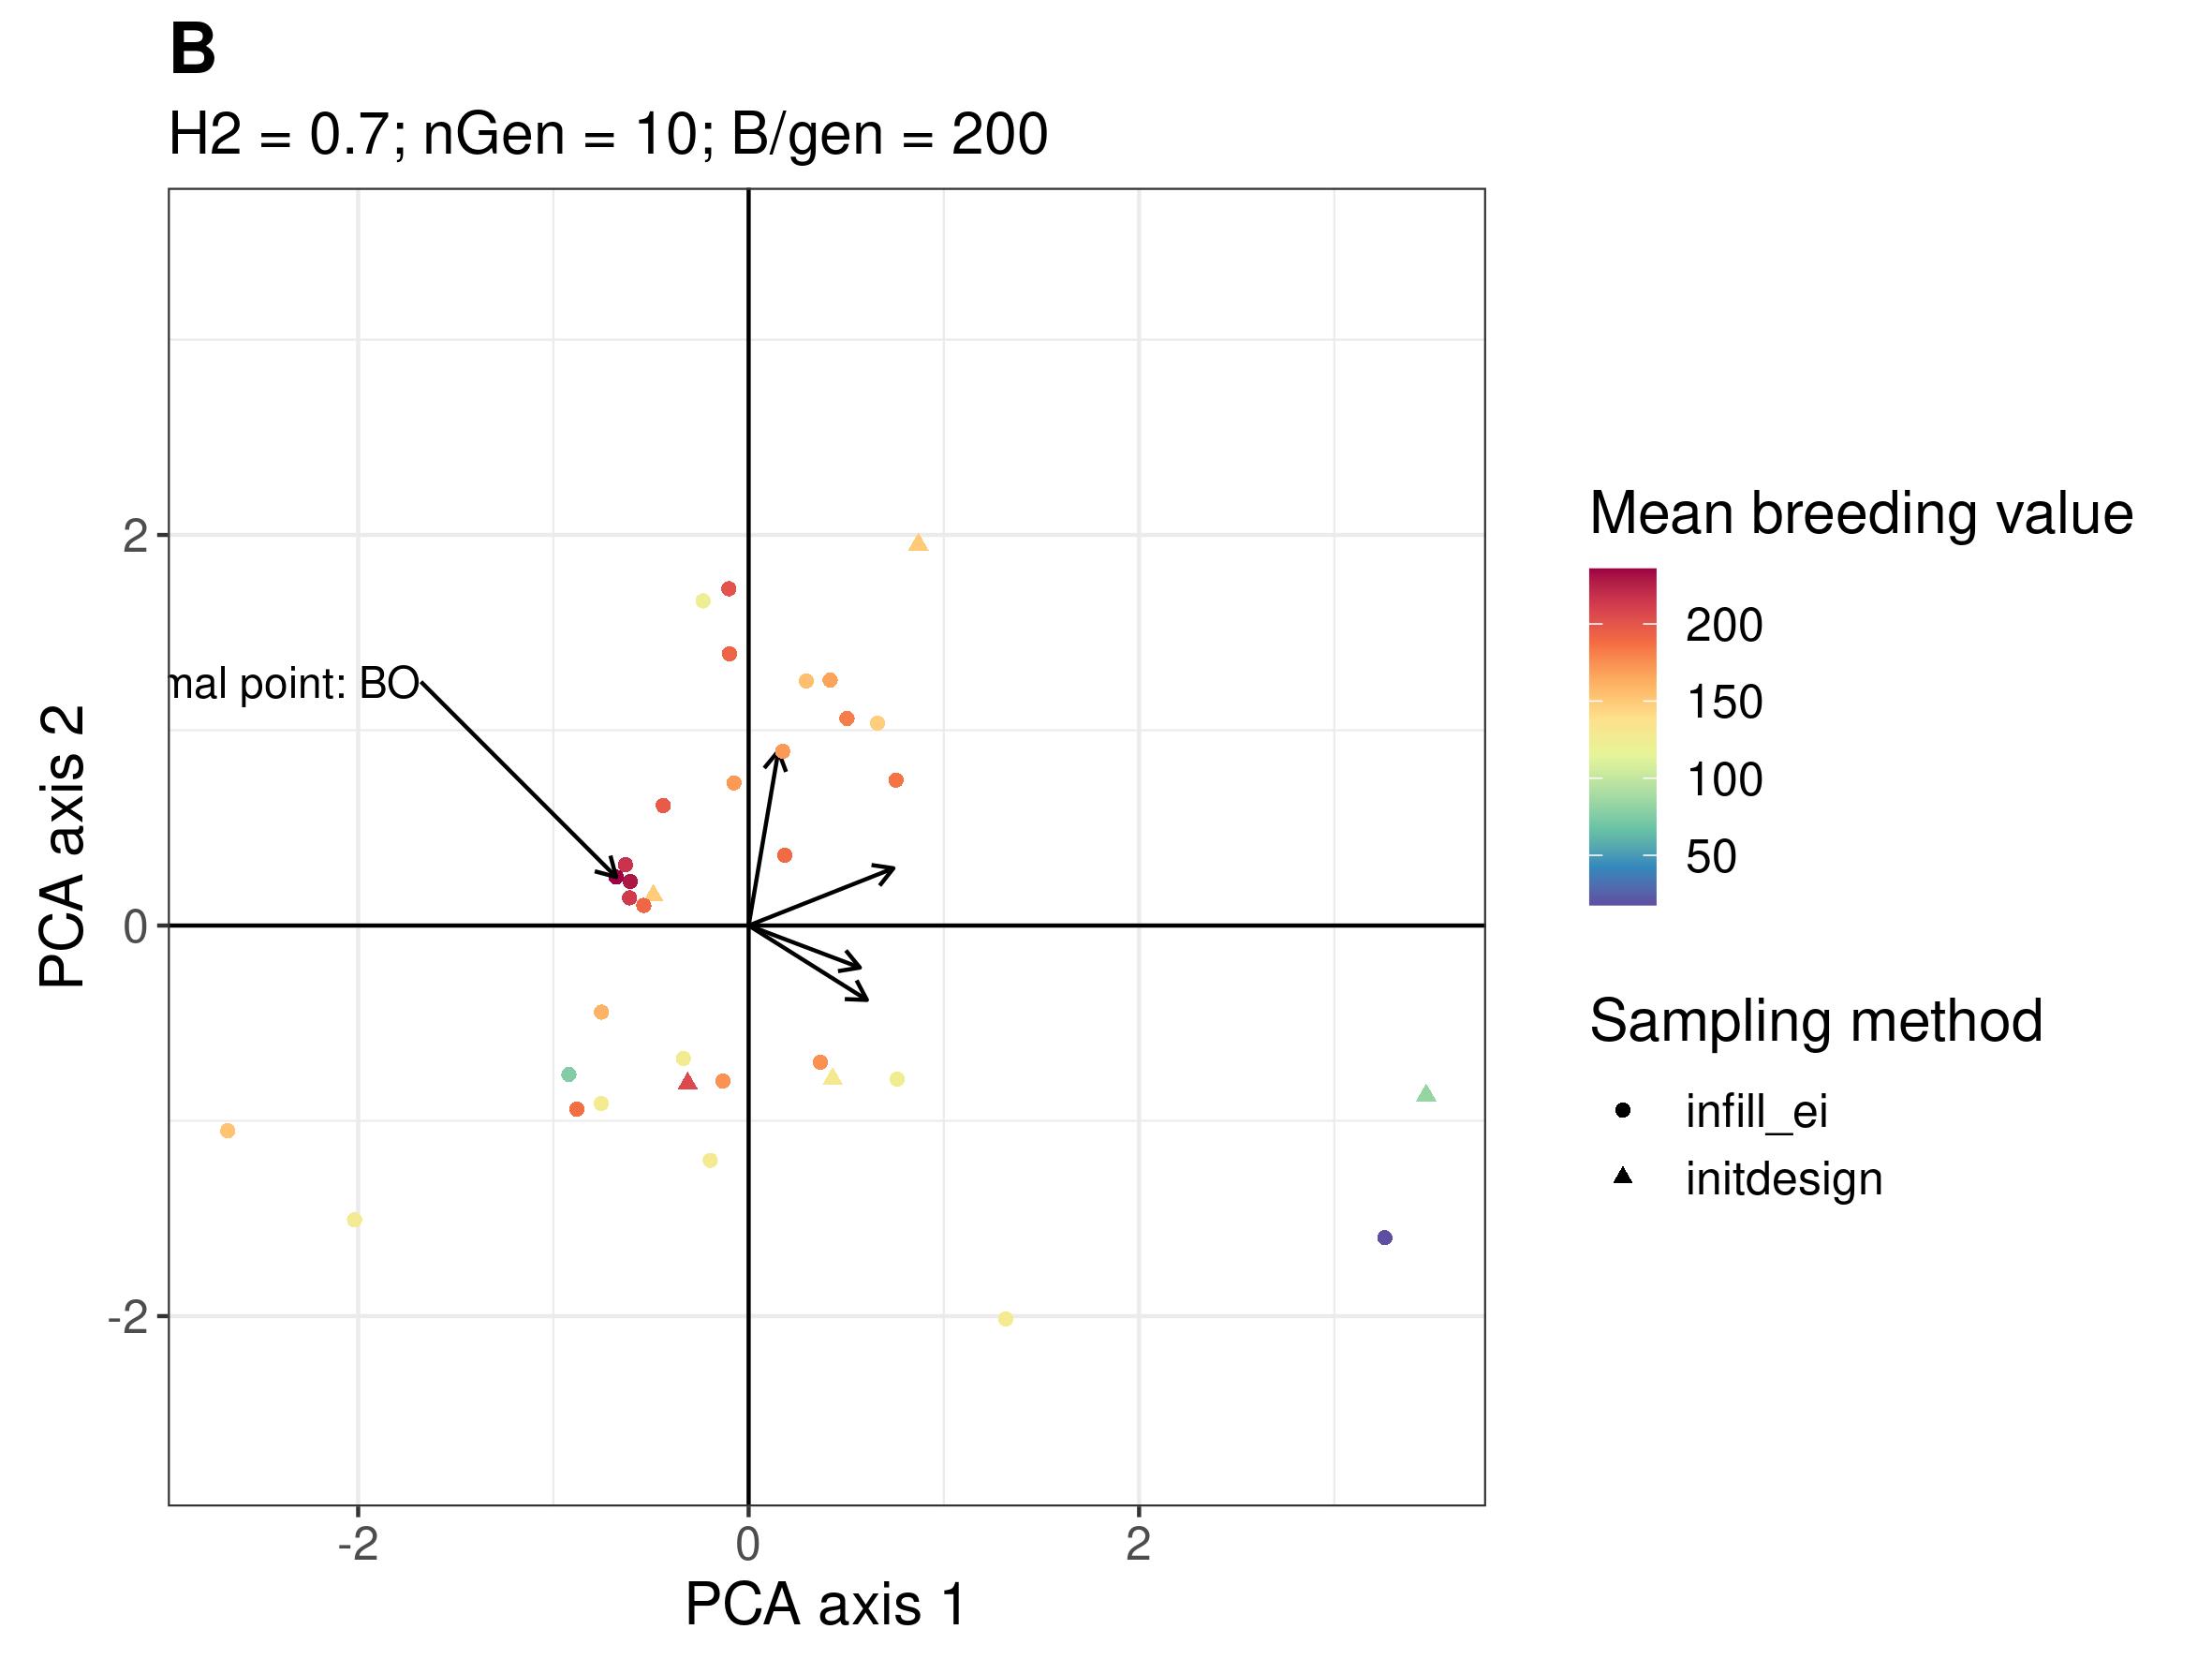 B
H2 = 0.7; nGen = 10; B/gen = 200
PCA axis 2
2
0
-2
mal point: BO
-2
0
2
PCA axis 1
Mean breeding value
200
150
100
50
Sampling method
infill_ei
initdesign